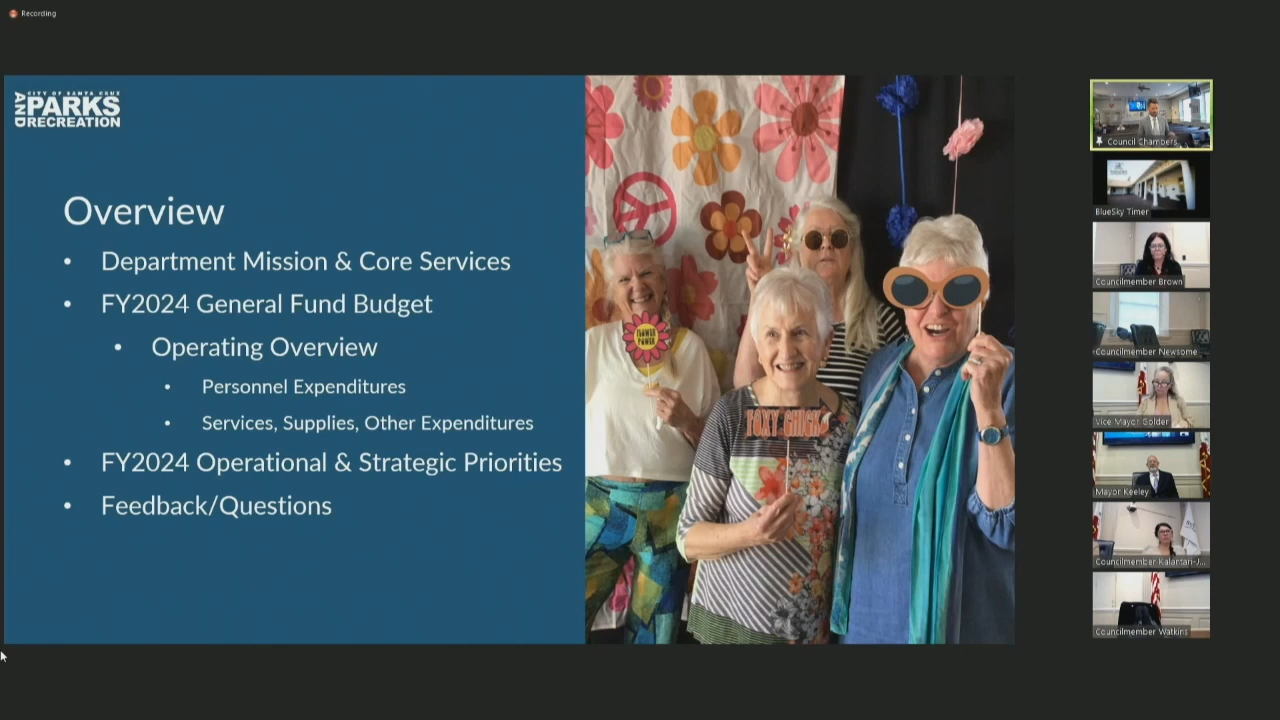 Recording
CITY OF SANTA CRUZ
PARKS
AND
RECREATION
Overview
• Department Mission & Core Services
• FY2024 General Fund Budget
• Operating Overview
• Personnel Expenditures
• Services, Supplies, Other Expenditures
• FY2024 Operational & Strategic Priorities
• Feedback/Questions
FLOWER
POWER
FOXY CHICK
Council Chambers
BlueSky Timer
Councilmember Brown
Councilmember Newsome
Vice Mayor Golder
Mayor Keeley
Councilmember Kalantari-J...
Councilmember Watkins